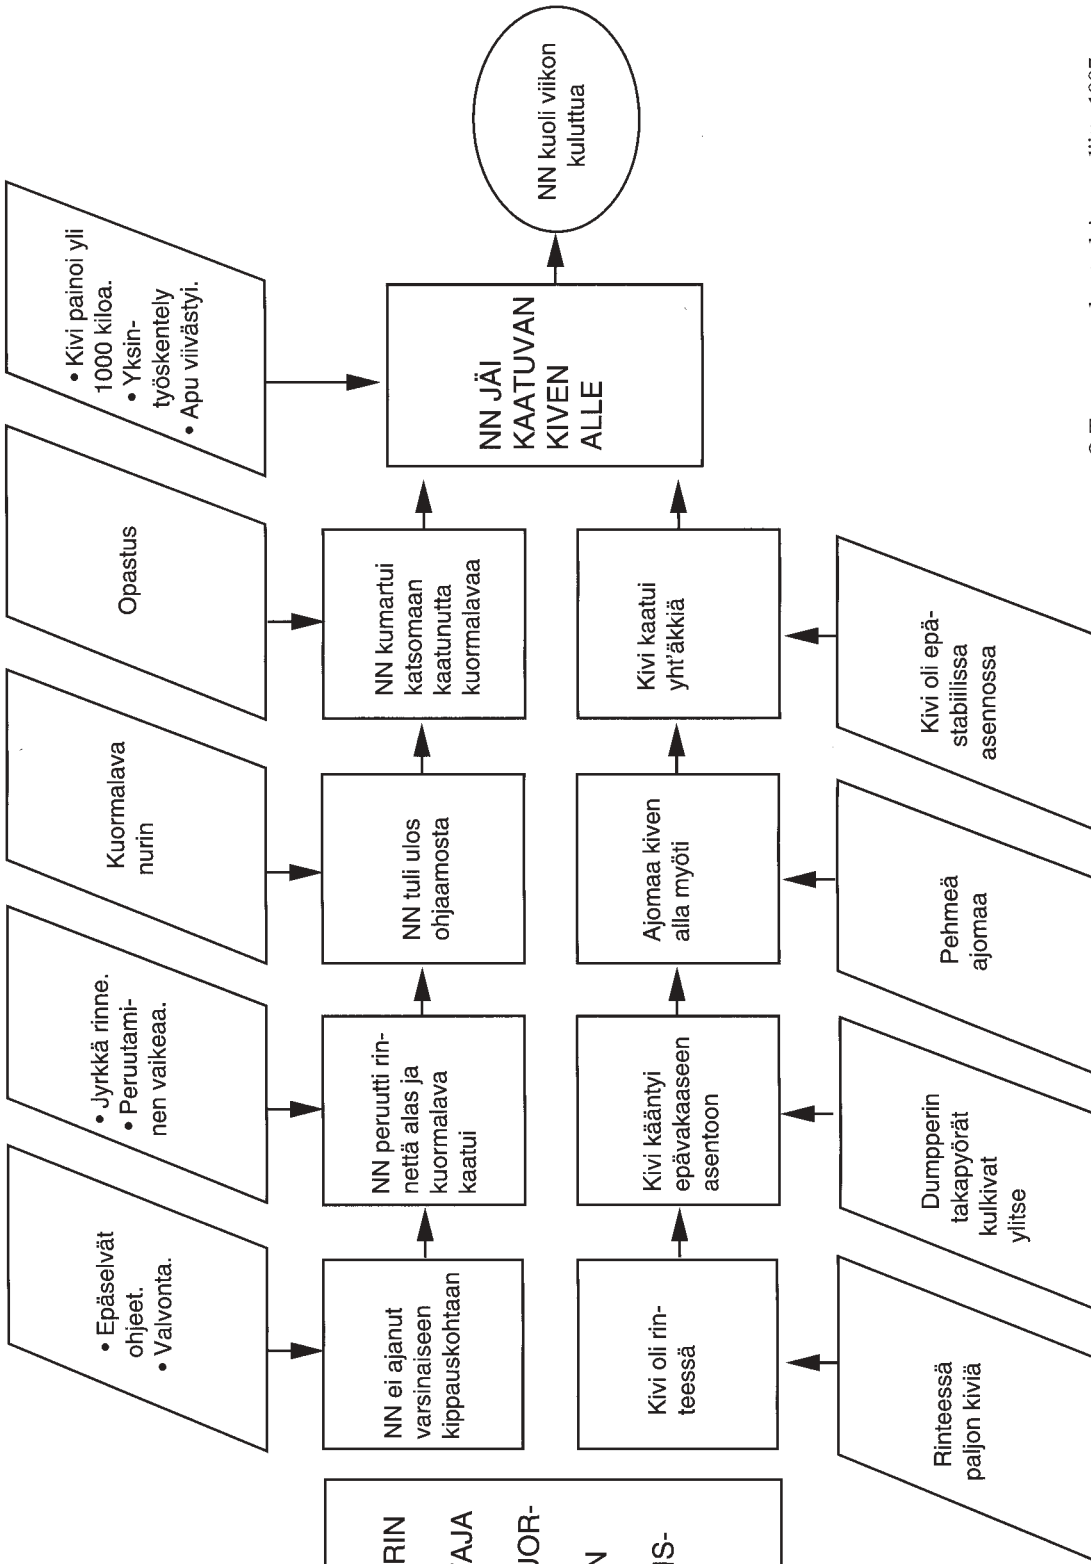 • Epäselvät
ohjeet.
• Valvonta.
• Jyrkkä rinne.
• Peruutami-
nen vaikeaa.
Kuormalava
nurin
Opastus
• Kivi painoi yli
1000 kiloa.
• Yksin-
työskentely
• Apu viivästyi.
RIN
AJA
N
NN ei ajanut
varsinaiseen
kippauskohtaan
NN peruutti rin-
nettä alas ja
kuormalava
kaatui
NN tuli ulos
ohjaamosta
NN kumartui
katsomaan
kaatunutta
kuormalavaa
NN JÄI
KAATUVAN
KIVEN
ALLE
NN kuoli viikon
kuluttua
Kivi oli rin-
teessä
Kivi kääntyi
epävakaaseen
asentoon
Ajomaa kiven
alla myöti
Kivi kaatui
yht'äkkiä
Rinteessä
paljon kiviä
Dumpperin
takapyörät
kulkivat
ylitse
Pehmeä
ajomaa
Kivi oli epä-
stabiilissa
asennossa